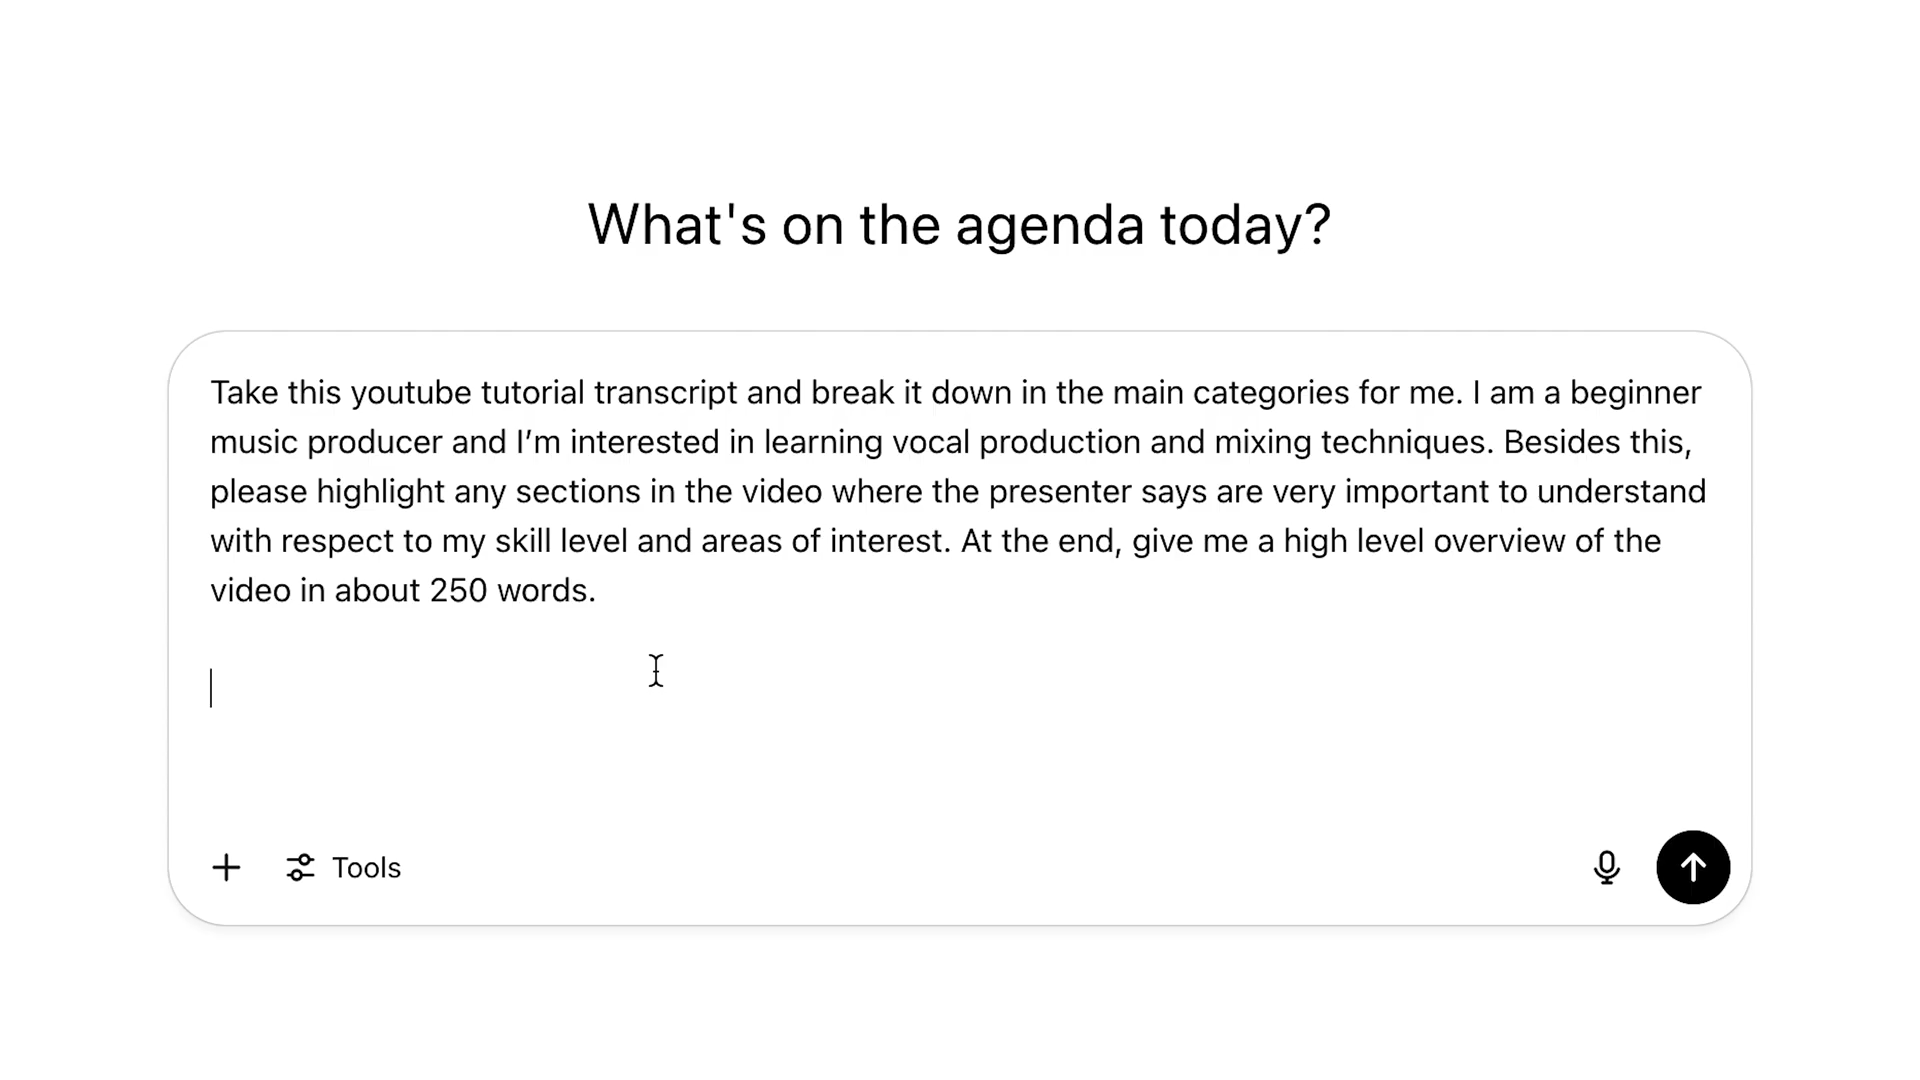 What's on the agenda today?
Take this youtube tutorial transcript and break it down in the main categories for me. I am a beginner
music producer and I’m interested in learning vocal production and mixing techniques. Besides this,
please highlight any sections in the video where the presenter says are very important to understand
with respect to my skill level and areas of interest. At the end, give me a high level overview of the
video in about 250 words.
Tools